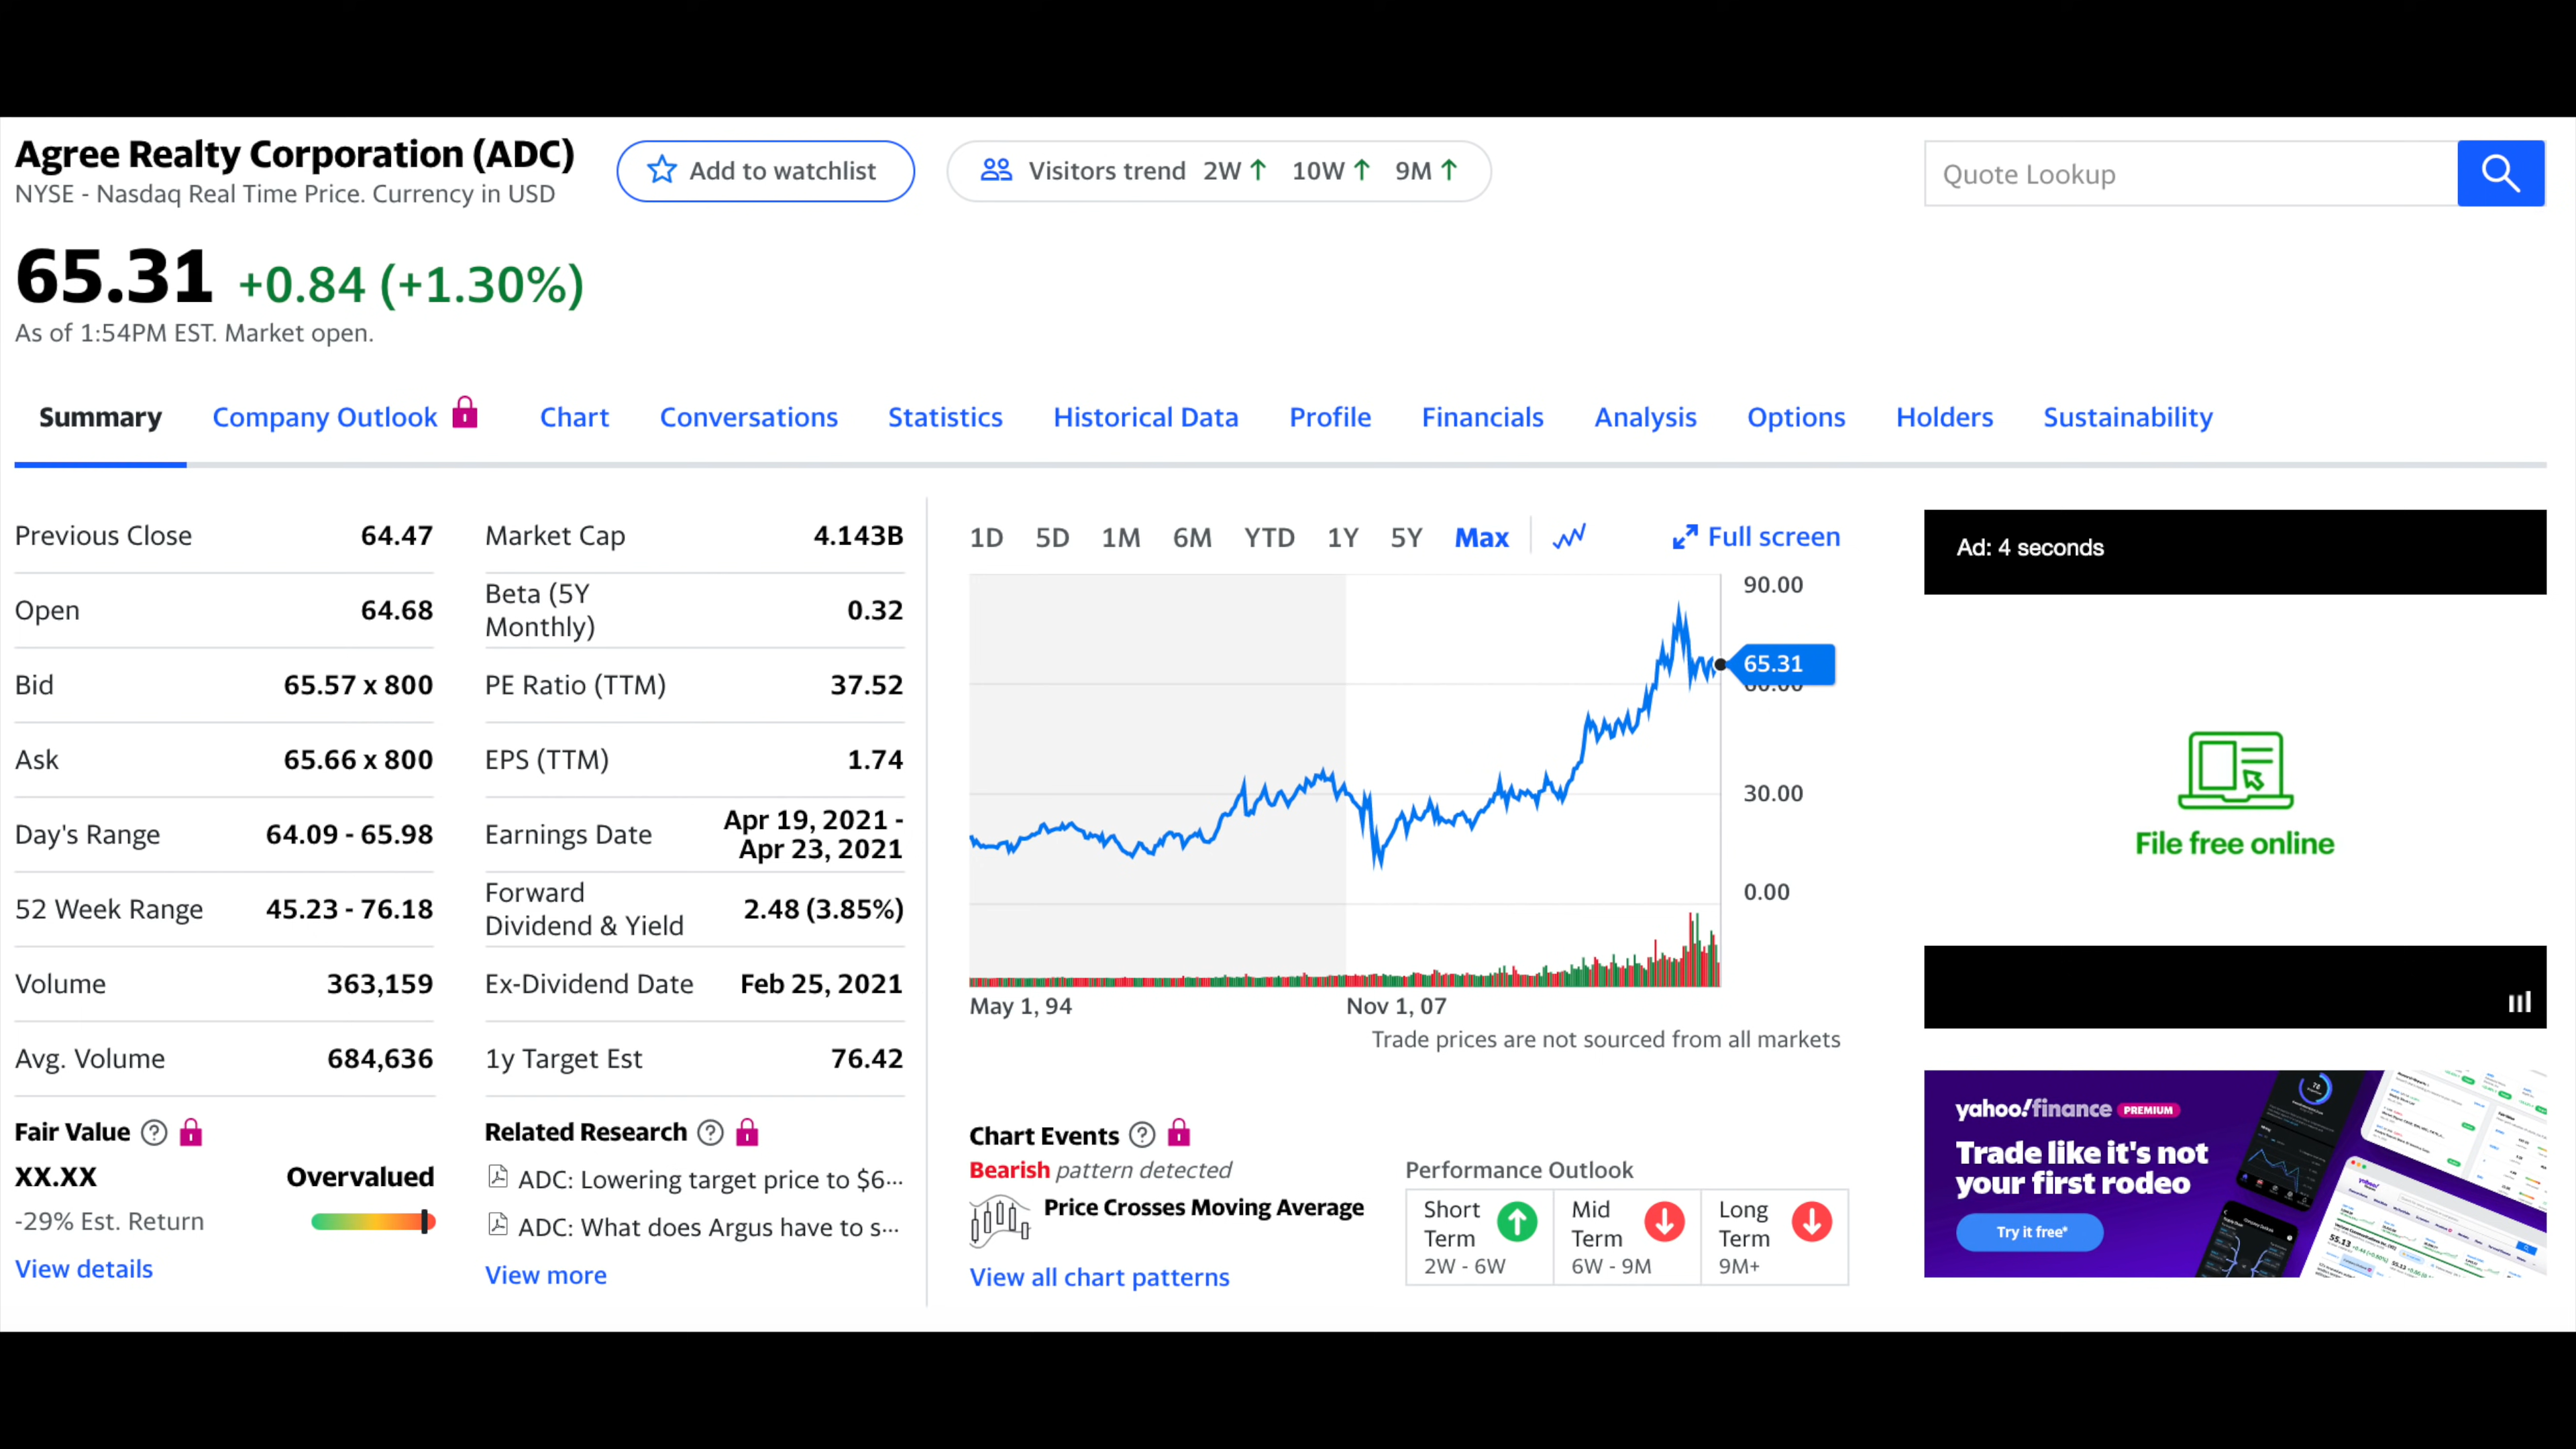 Agree Realty Corporation (ADC)
Add to watchlist
Visitors trend 2W↑ 10W↑ 9M↑
Quote Lookup
NYSE - Nasdaq Real Time Price. Currency in USD
65.31 +0.84 (+1.30%)
As of 1:54PM EST. Market open.
Summary Company Outlook Chart Conversations Statistics Historical Data Profile Financials Analysis Options Holders Sustainability
Previous Close 64.47
Open 64.68
Bid 65.57 x 800
Ask 65.66 x 800
Day's Range 64.09 - 65.98
52 Week Range 45.23 - 76.18
Volume 363,159
Avg. Volume 684,636
Market Cap 4.143B
Beta (5Y
Monthly) 0.32
PE Ratio (TTM) 37.52
EPS (TTM) 1.74
Earnings Date Apr 19, 2021 -
Apr 23, 2021
Forward
Dividend & Yield 2.48 (3.85%)
Ex-Dividend Date Feb 25, 2021
1y Target Est 76.42
Fair Value
XX.XX Overvalued
-29% Est. Return
View details
Related Research
ADC: Lowering target price to $6...
ADC: What does Argus have to s...
View more
1D 5D 1M 6M YTD 1Y 5Y Max Full screen
90.00
65.31
30.00
0.00
May 1, 94 Nov 1, 07
Trade prices are not sourced from all markets
Chart Events
Bearish pattern detected
Price Crosses Moving Average
View all chart patterns
Performance Outlook
Short
Term
2W - 6W
Mid
Term
6W - 9M
Long
Term
9M+
Ad: 4 seconds
File free online
yahoo!finance PREMIUM
Trade like it's not
your first rodeo
Try it free*